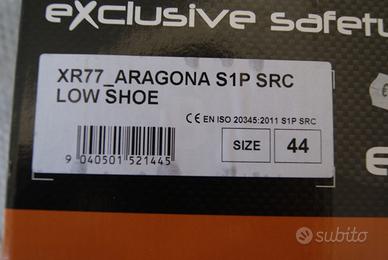 eXclusive safetu
XR77_ARAGONA S1P SRC
LOW SHOE
CE EN ISO 20345:2011 S1P SRC
9 040501 521445
SIZE 44
subito